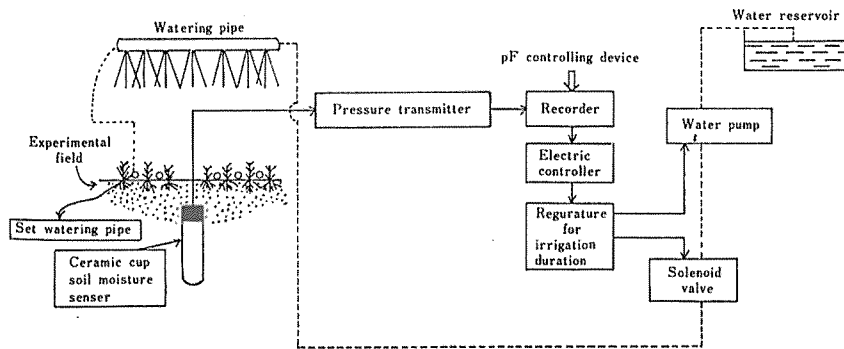 Watering pipe
Water reservoir
pF controlling device
Pressure transmitter
Recorder
Water pump
Experimental
field
Electric
controller
Set watering pipe
Regurature
for
irrigation
duration
Ceramic cup
soil moisture
senser
Solenoid
valve